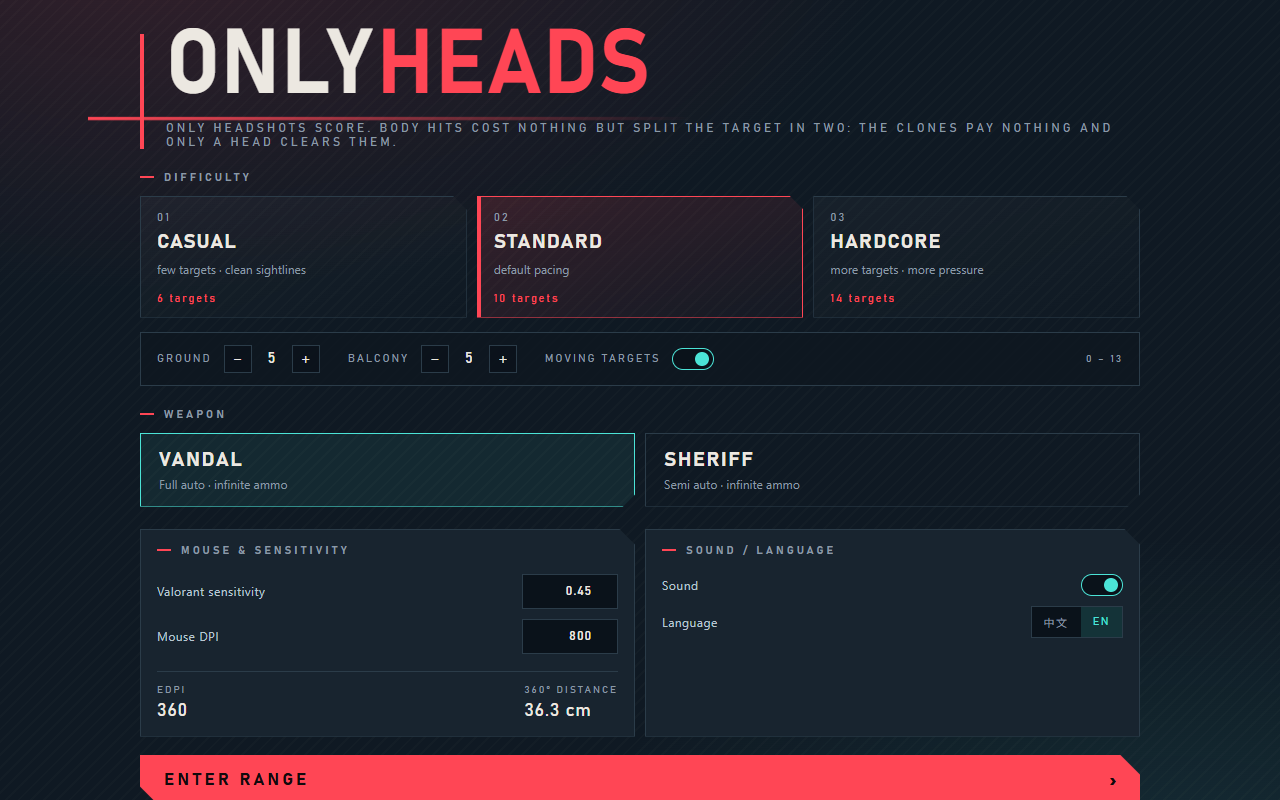 ONLYHEADS
ONLY HEADSHOTS SCORE. BODY HITS COST NOTHING BUT SPLIT THE TARGET IN TWO: THE CLONES PAY NOTHING AND
ONLY A HEAD CLEARS THEM.
DIFFICULTY
01
CASUAL
few targets · clean sightlines
6 targets
02
STANDARD
default pacing
10 targets
03
HARDCORE
more targets · more pressure
14 targets
GROUND − 5 + BALCONY − 5 + MOVING TARGETS 0 – 13
WEAPON
VANDAL
Full auto · infinite ammo
SHERIFF
Semi auto · infinite ammo
MOUSE & SENSITIVITY
Valorant sensitivity 0.45
Mouse DPI 800
EDPI
360
360° DISTANCE
36.3 cm
SOUND / LANGUAGE
Sound
Language 中文 EN
ENTER RANGE ›